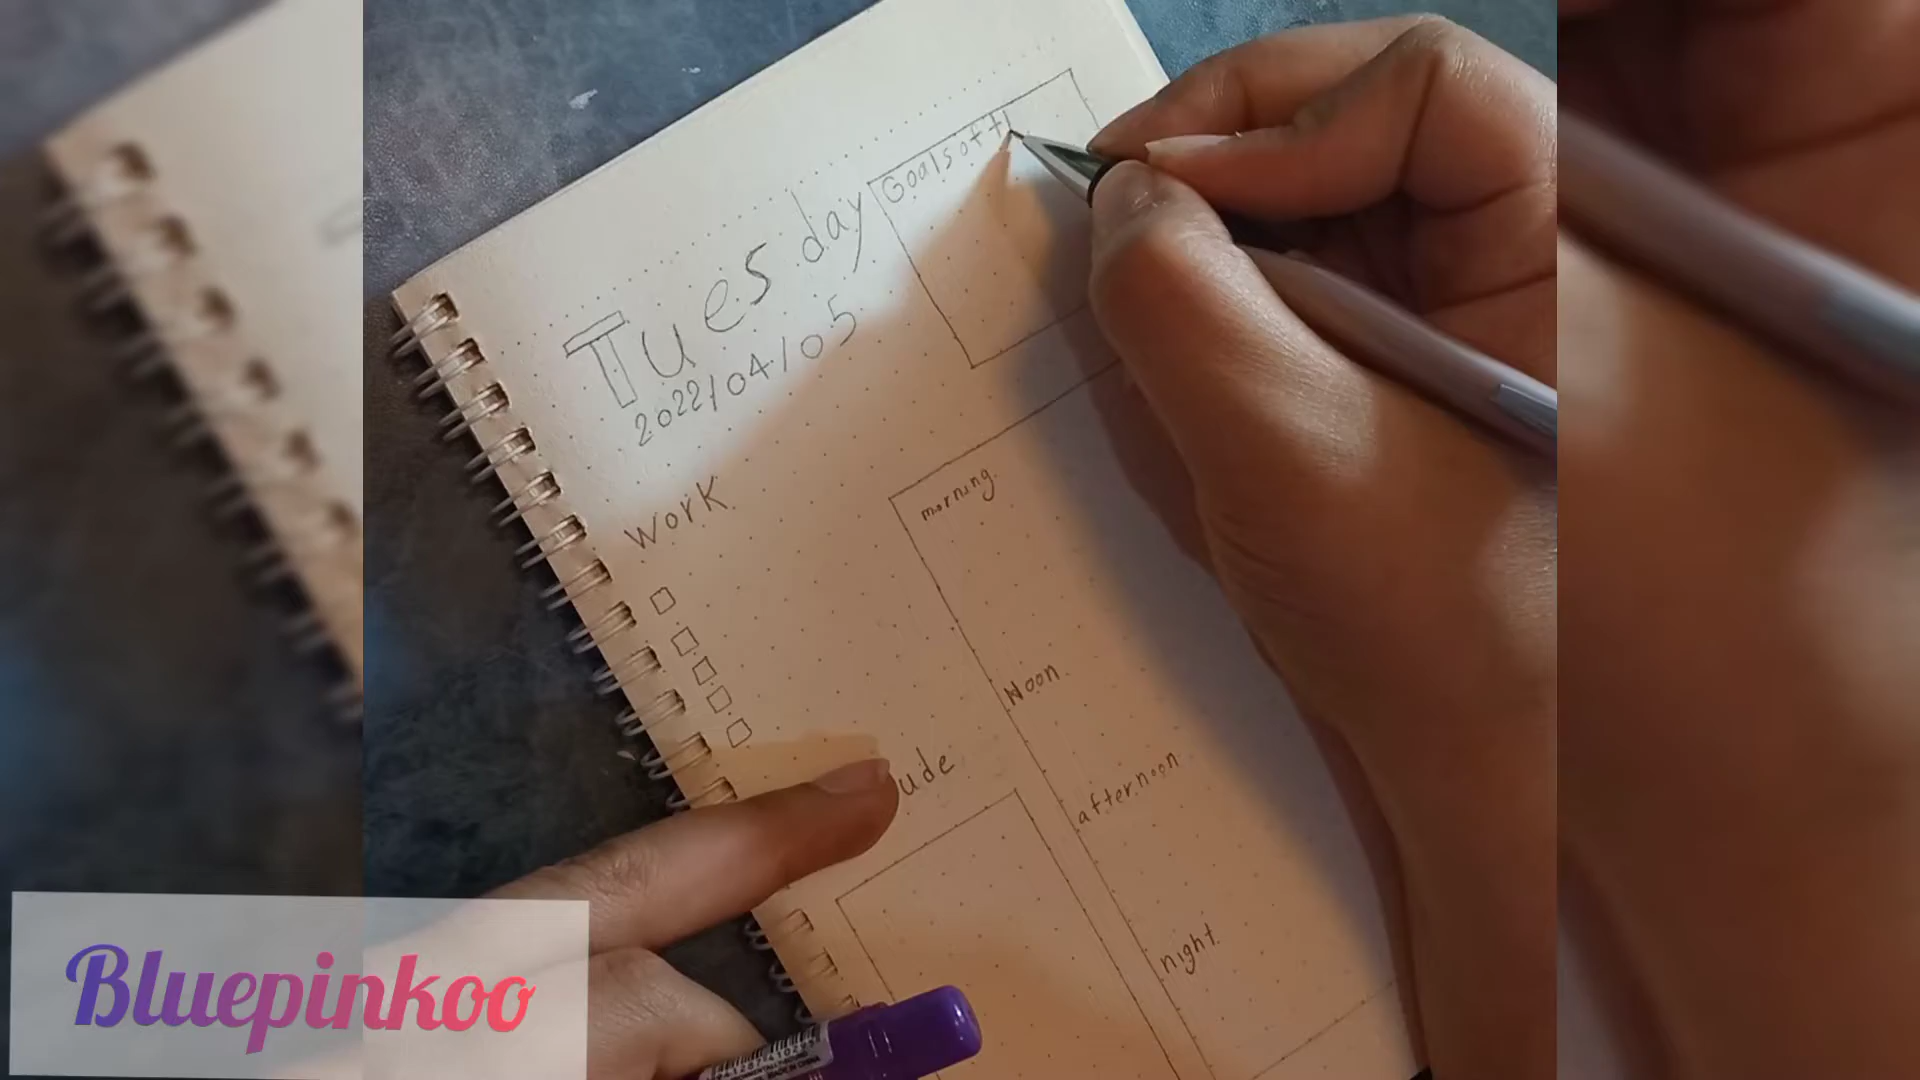 Tuesday
2022/04/05
Goals of t
Work
morning
Noon
afternoon
night
ude
Bluepinkoo